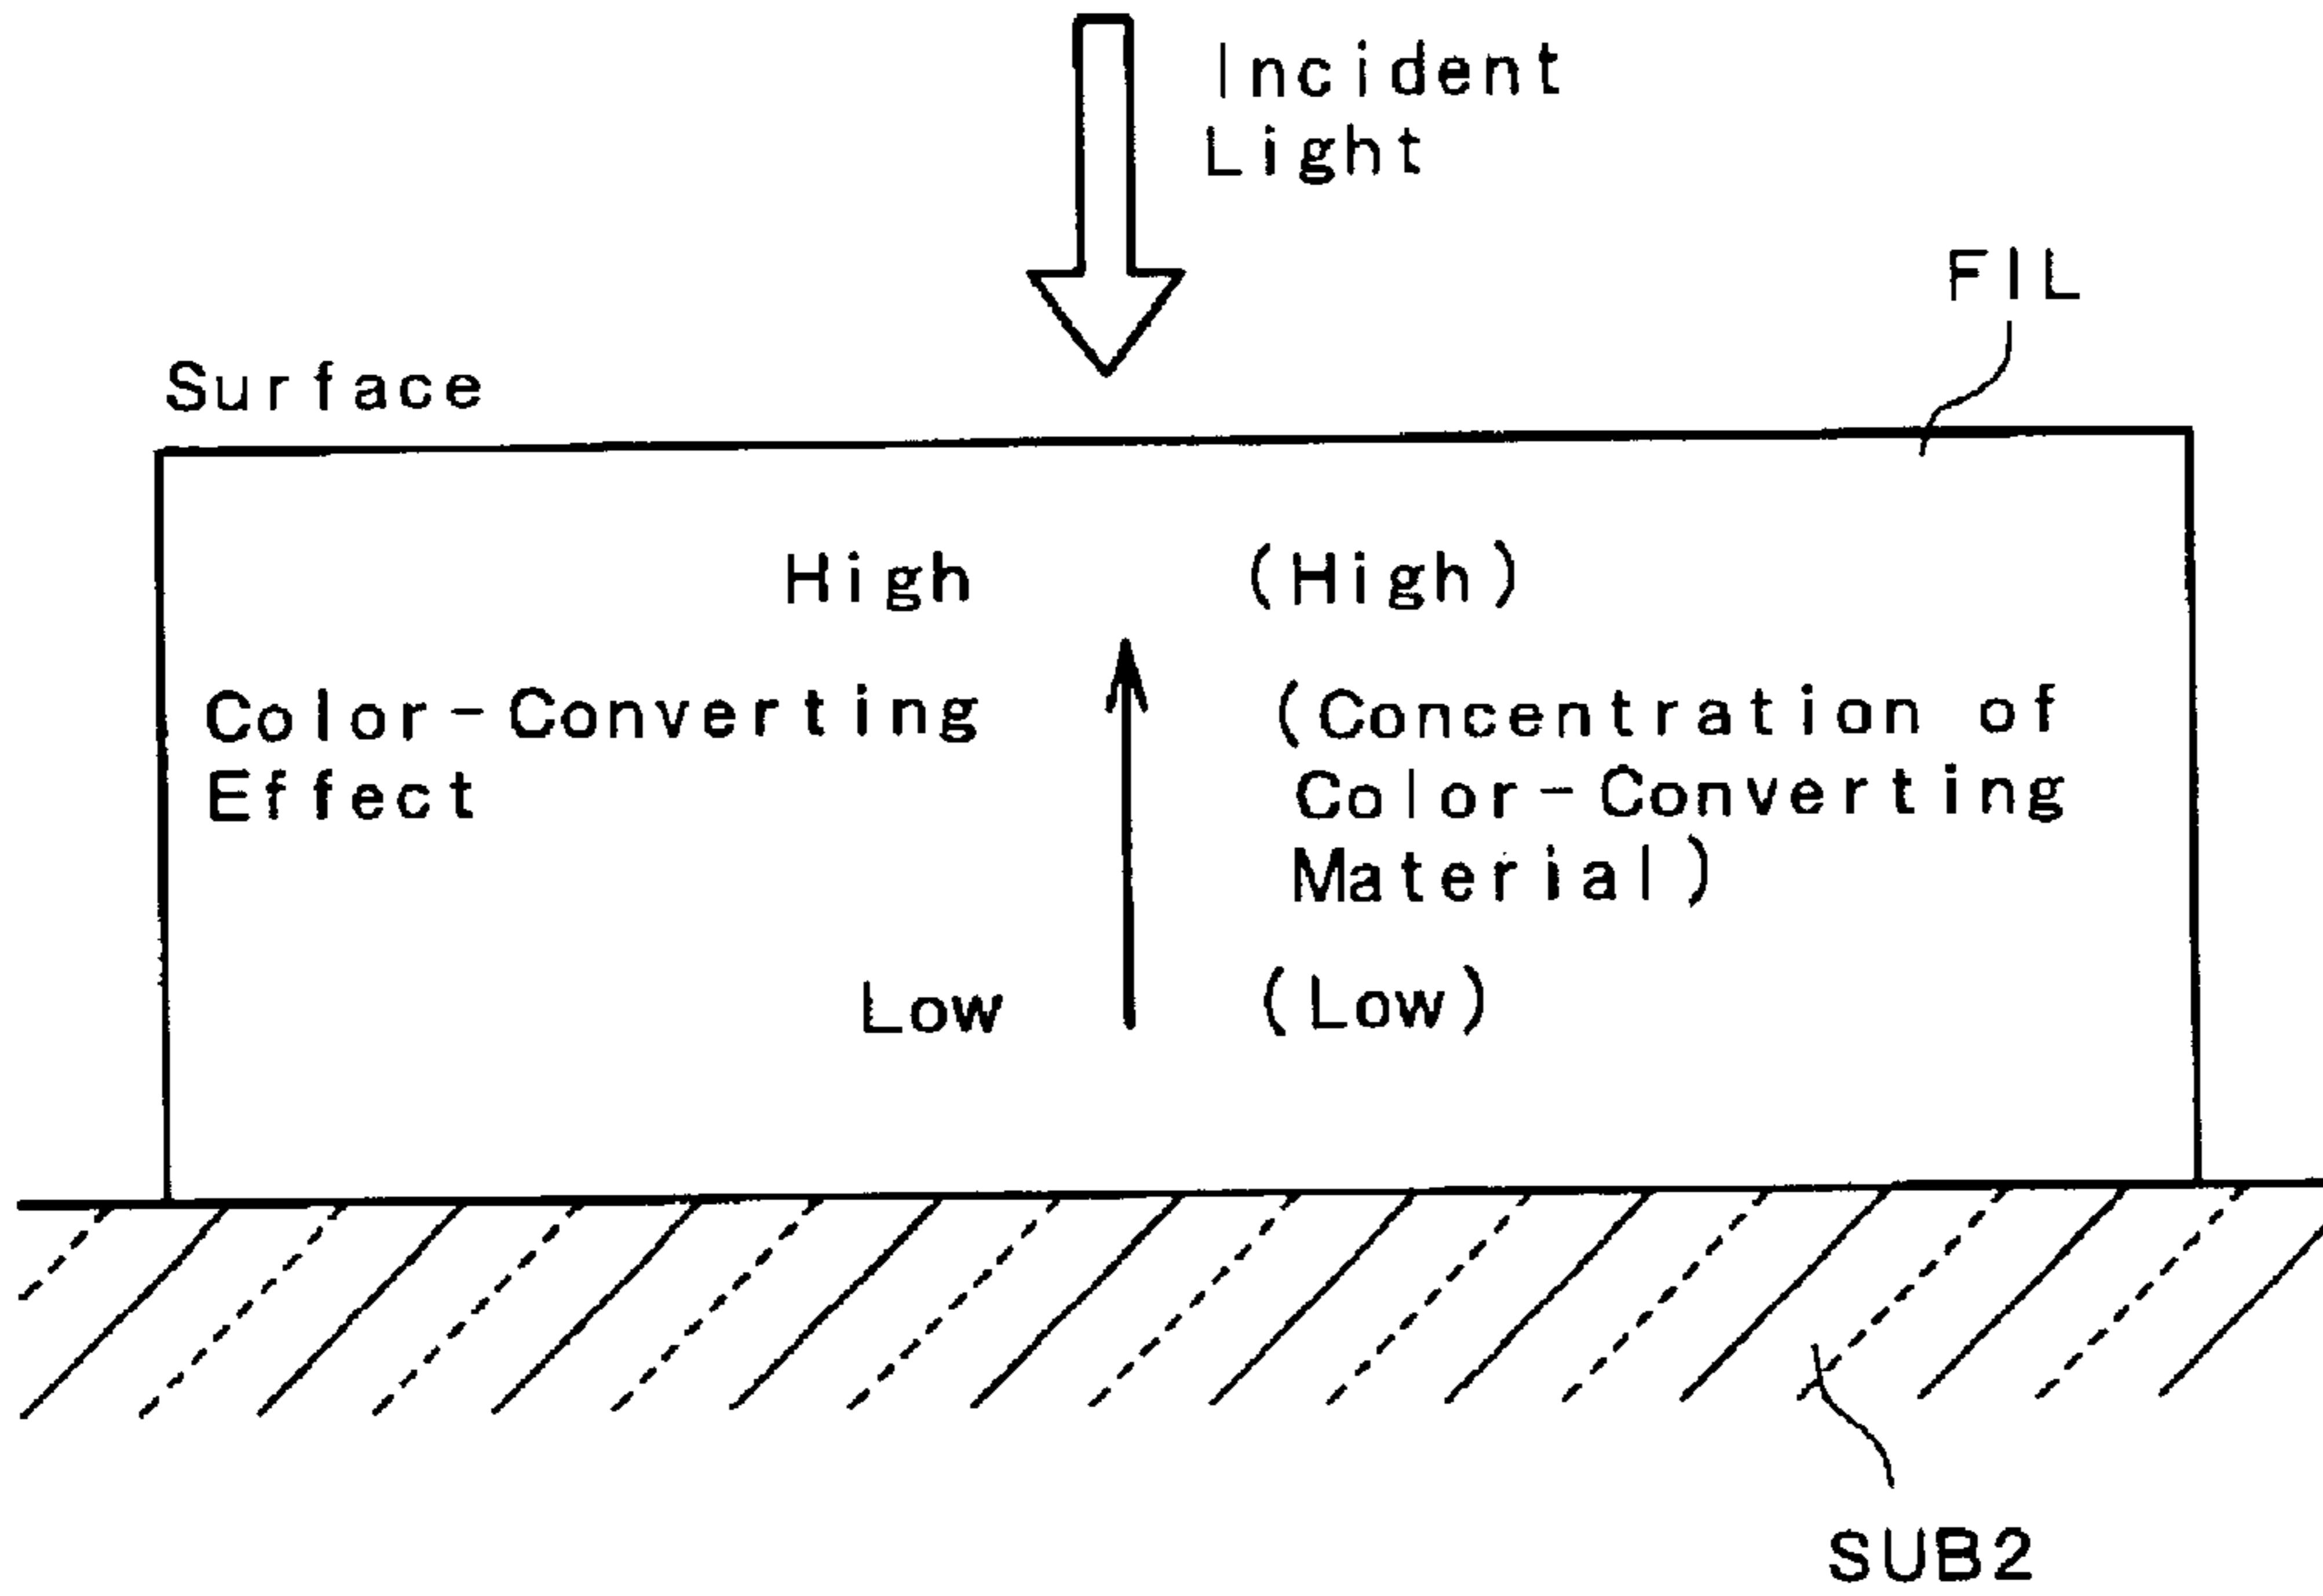 Incident
Light
FIL
Surface
High (High)
Color-Converting (Concentration of
Effect Color-Converting
Material)
Low (Low)
SUB2